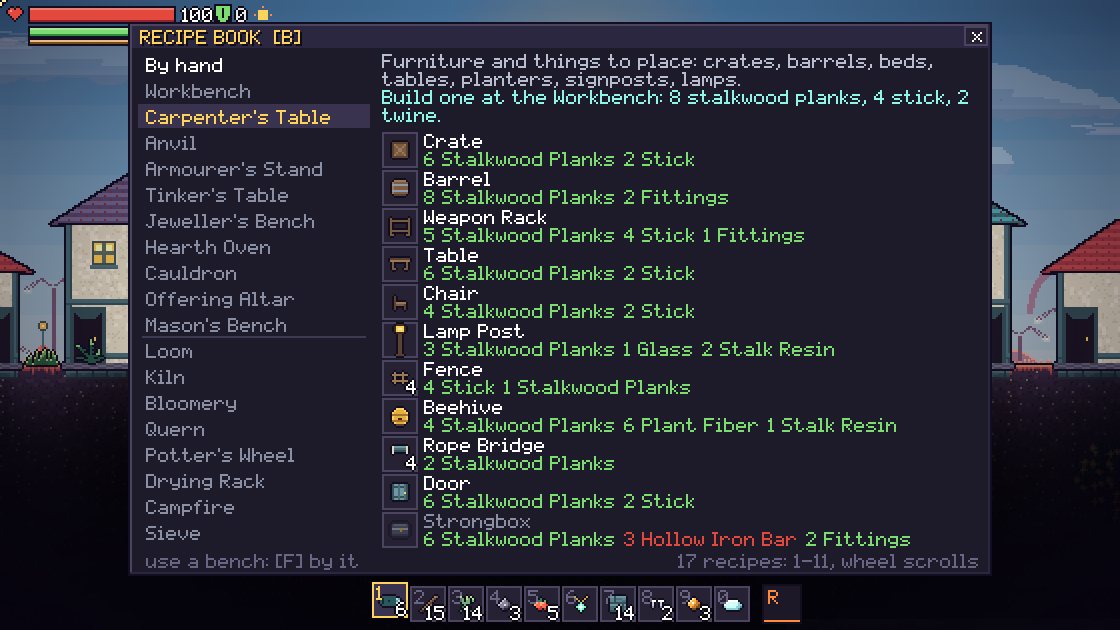 100 0
RECIPE BOOK [B]
By hand
Workbench
Carpenter's Table
Anvil
Armourer's Stand
Tinker's Table
Jeweller's Bench
Hearth Oven
Cauldron
Offering Altar
Mason's Bench
Loom
Kiln
Bloomery
Quern
Potter's Wheel
Drying Rack
Campfire
Sieve
use a bench: [F] by it
Furniture and things to place: crates, barrels, beds,
tables, planters, signposts, lamps.
Build one at the Workbench: 8 stalkwood planks, 4 stick, 2
twine.
Crate
6 Stalkwood Planks 2 Stick
Barrel
8 Stalkwood Planks 2 Fittings
Weapon Rack
5 Stalkwood Planks 4 Stick 1 Fittings
Table
6 Stalkwood Planks 2 Stick
Chair
4 Stalkwood Planks 2 Stick
Lamp Post
3 Stalkwood Planks 1 Glass 2 Stalk Resin
Fence
4
4 Stick 1 Stalkwood Planks
Beehive
4 Stalkwood Planks 6 Plant Fiber 1 Stalk Resin
Rope Bridge
4
2 Stalkwood Planks
Door
6 Stalkwood Planks 2 Stick
Strongbox
6 Stalkwood Planks 3 Hollow Iron Bar 2 Fittings
17 recipes: 1-11, wheel scrolls
1 2 3 4 5 6 7 8 9 0 R
6 15 14 3 5 14 2 3